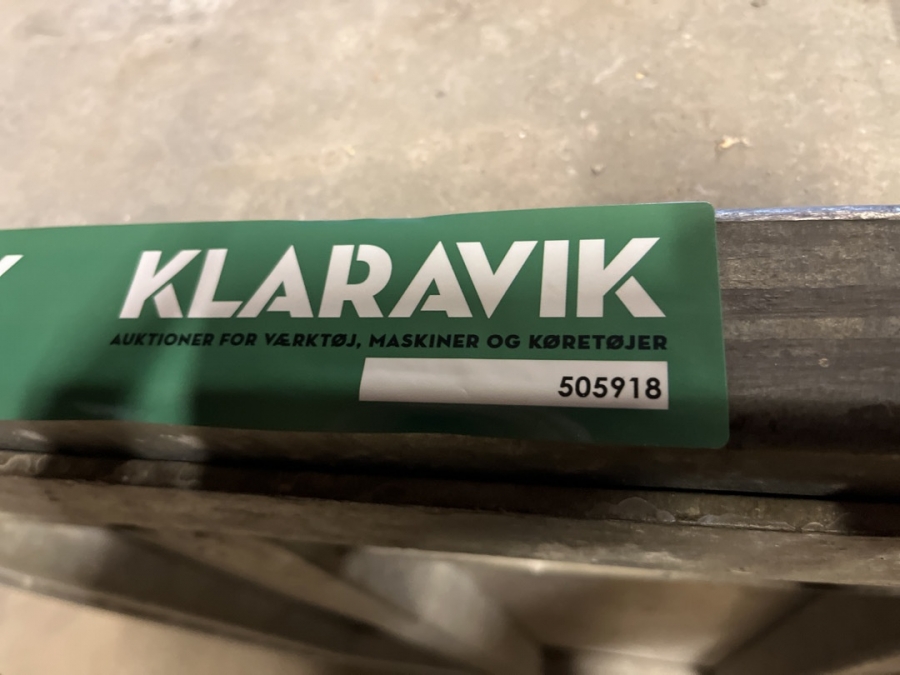 KLARAVIK
AUKTIONER FOR VÆRKTØJ, MASKINER OG KØRETØJER
505918